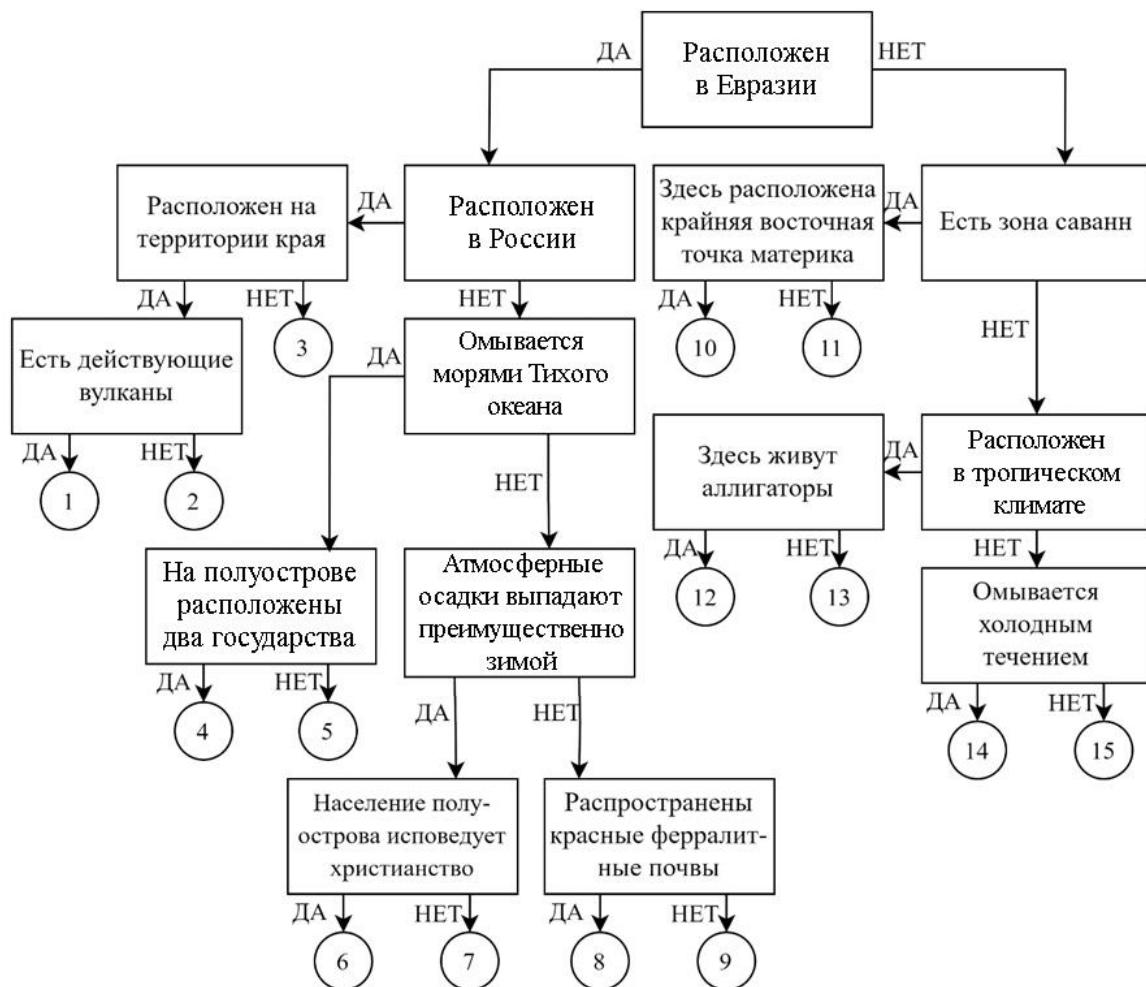 ДА
Расположен
в Евразии
НЕТ
Расположен на
территории края
ДА
Расположен
в России
Здесь расположена
крайняя восточная
точка материка
ДА
Есть зона саванн
ДА
НЕТ
НЕТ
ДА
НЕТ
НЕТ
Есть действующие
вулканы
3
ДА
Омывается
морями Тихого
океана
10
11
ДА
НЕТ
1
2
НЕТ
Здесь живут
аллигаторы
ДА
Расположен
в тропическом
климате
ДА
НЕТ
НЕТ
На полуострове
расположены
два государства
Атмосферные
осадки выпадают
преимущественно
зимой
12
13
Омывается
холодным
течением
ДА
НЕТ
ДА
НЕТ
ДА
НЕТ
4
5
14
15
Население полу-
острова исповедует
христианство
Распространены
красные ферралит-
ные почвы
ДА
НЕТ
ДА
НЕТ
6
7
8
9